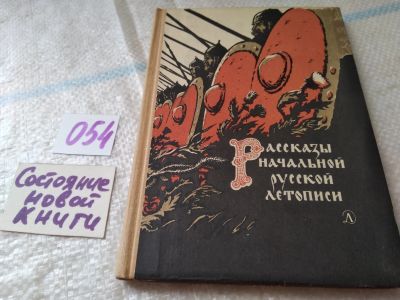 054
Состояние
новой
Книги
Рассказы
начальной
русской
летописи
Д